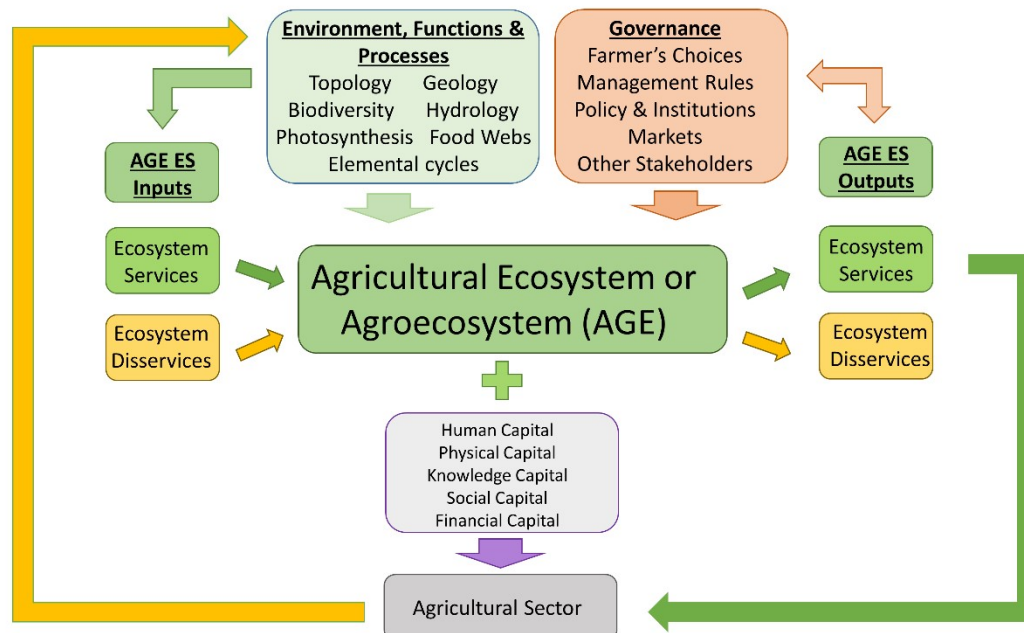 Environment, Functions &
Processes
Topology Geology
Biodiversity Hydrology
Photosynthesis Food Webs
Elemental cycles
Governance
Farmer's Choices
Management Rules
Policy & Institutions
Markets
Other Stakeholders
AGE ES
Inputs
AGE ES
Outputs
Ecosystem
Services
Ecosystem
Disservices
Agricultural Ecosystem or
Agroecosystem (AGE)
Ecosystem
Services
Ecosystem
Disservices
Human Capital
Physical Capital
Knowledge Capital
Social Capital
Financial Capital
Agricultural Sector